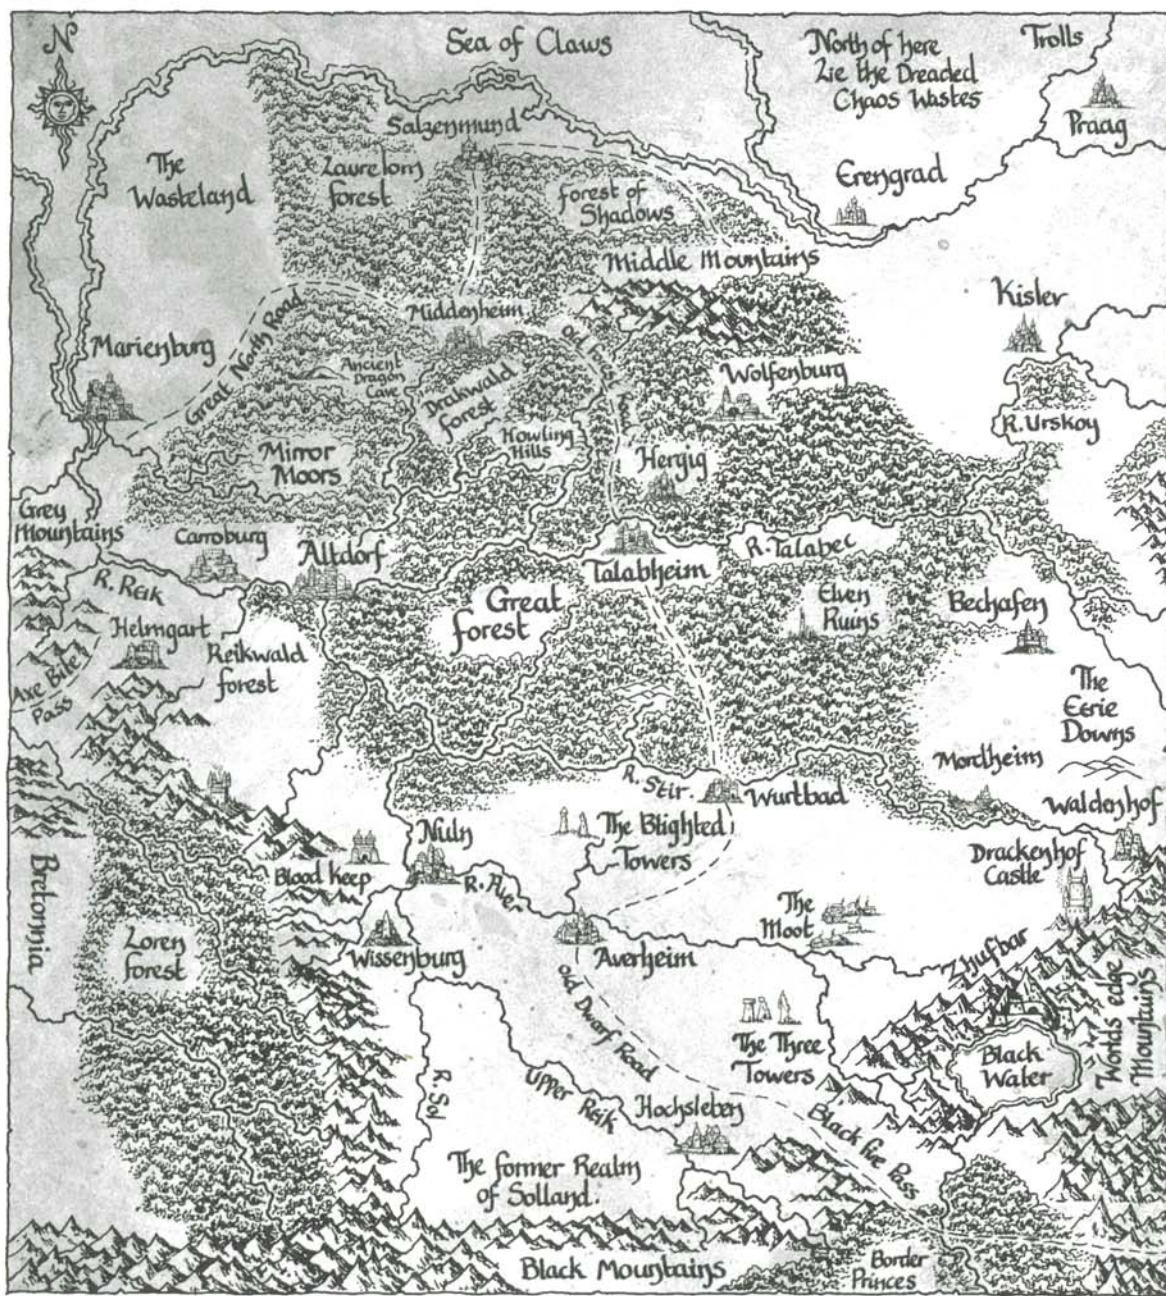 N
Sea of Claws
North of here
Lie the Dreaded
Chaos Wastes
Trolls
Praag
Salzenmund
The
Wasteland
Laurelorn
forest
forest of
Shadows
Erengrad
Middle Mountains
Kislev
Great North Road
Middenheim
Marienburg
Ancient
Dragon
Cave
Drakwald
forest
Old Forest Road
Wolfenburg
R. Urskoy
Howling
Hills
Mirror
Moors
Hergig
Grey
Mountains
Carroburg
Altdorf
Talabheim
R. Talabec
R. Reik
Great
forest
Elven
Ruins
Bechafen
Helmgart
Reikwald
forest
Axe Bite
Pass
The
Eerie
Downs
Mordheim
R. Stir.
Wurtbad
Waldenhof
Nuln
The Blighted
Towers
Drackenhof
Castle
Blood Keep
R. Aver
Bretonnia
The
Moot
Loren
forest
Wissenburg
Averheim
Zhufbar
Worlds edge
Mountains
Old Dwarf Road
The Three
Towers
Black
Water
R. Sol
Upper Reik
Hochsleben
Black fire Pass
The former Realm
of Solland.
Black Mountains
Border
Princes